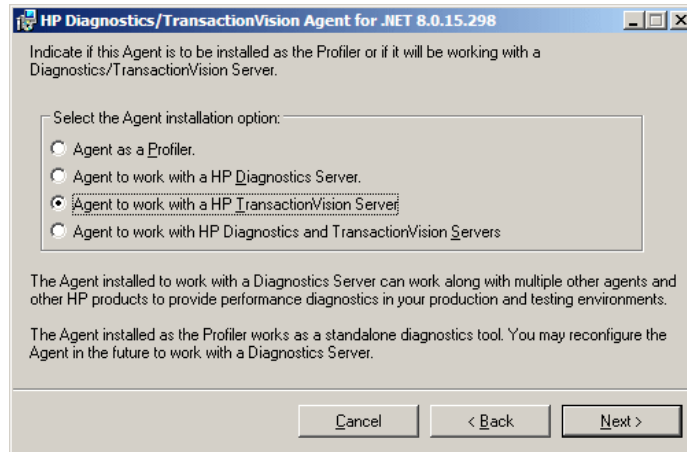 HP Diagnostics/TransactionVision Agent for .NET 8.0.15.298
Indicate if this Agent is to be installed as the Profiler or if it will be working with a
Diagnostics/TransactionVision Server.
Select the Agent installation option:
Agent as a Profiler.
Agent to work with a HP Diagnostics Server.
Agent to work with a HP TransactionVision Server
Agent to work with HP Diagnostics and TransactionVision Servers
The Agent installed to work with a Diagnostics Server can work along with multiple other agents and
other HP products to provide performance diagnostics in your production and testing environments.
The Agent installed as the Profiler works as a standalone diagnostics tool. You may reconfigure the
Agent in the future to work with a Diagnostics Server.
Cancel < Back Next >